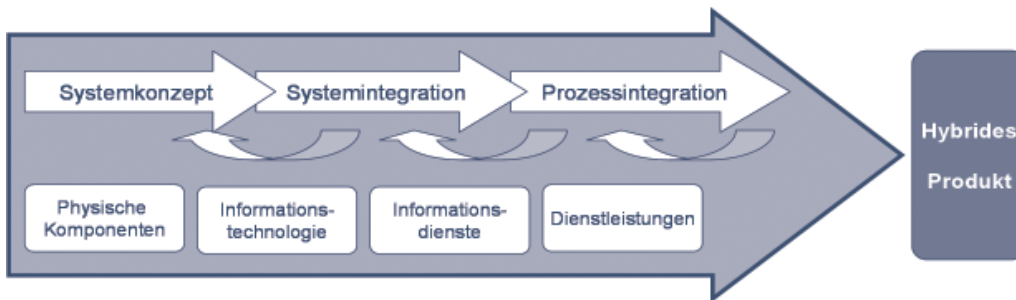 Systemkonzept
Systemintegration
Prozessintegration
Physische
Komponenten
Informations-
technologie
Informations-
dienste
Dienstleistungen
Hybrides
Produkt